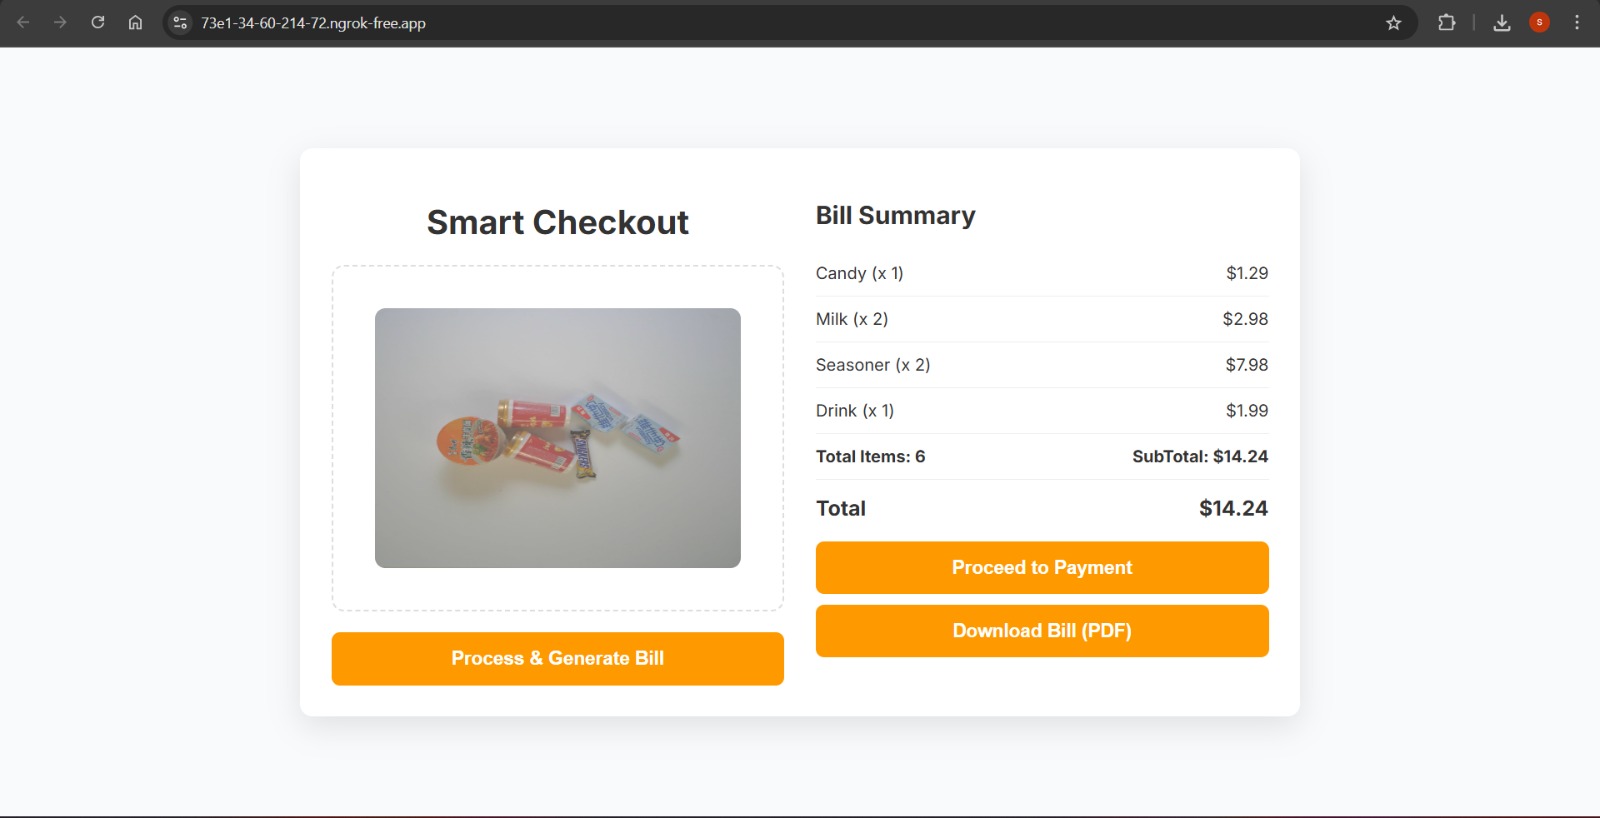 73e1-34-60-214-72.ngrok-free.app
S
Smart Checkout
Process & Generate Bill
Bill Summary
Candy (x 1) $1.29
Milk (x 2) $2.98
Seasoner (x 2) $7.98
Drink (x 1) $1.99
Total Items: 6 SubTotal: $14.24
Total $14.24
Proceed to Payment
Download Bill (PDF)